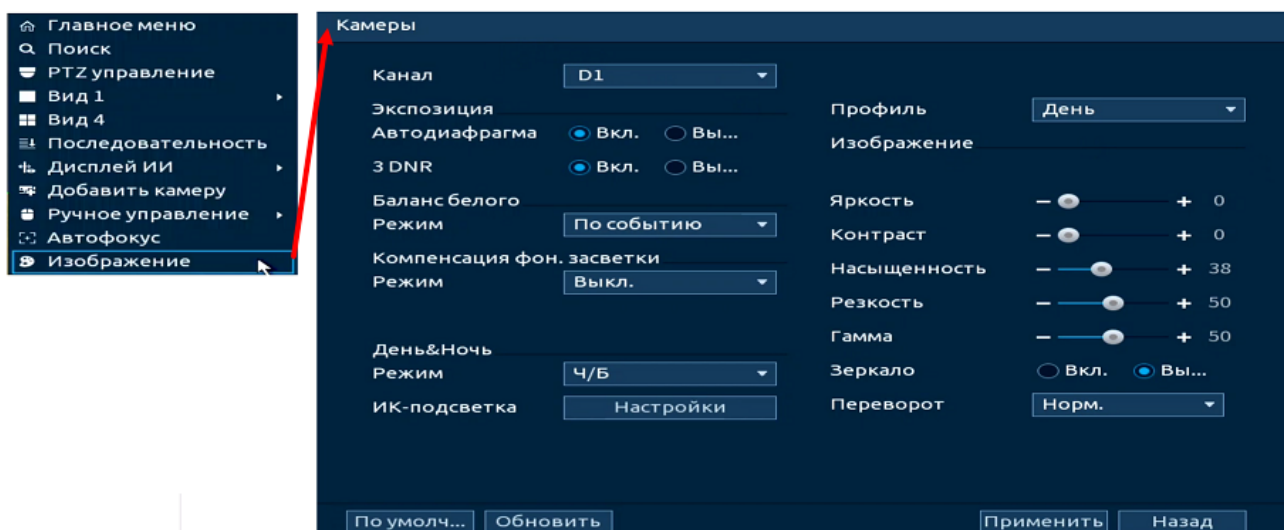 Главное меню
Поиск
PTZ управление
Вид 1
Вид 4
Последовательность
Дисплей ИИ
Добавить камеру
Ручное управление
Автофокус
Изображение
Камеры
Канал D1
Экспозиция
Автодиафрагма Вкл. Вы...
3 DNR Вкл. Вы...
Баланс белого
Режим По событию
Компенсация фон. засветки
Режим Выкл.
День&Ночь
Режим Ч/Б
ИК-подсветка Настройки
Профиль День
Изображение
Яркость 0
Контраст 0
Насыщенность 38
Резкость 50
Гамма 50
Зеркало Вкл. Вы...
Переворот Норм.
По умолч... Обновить Применить Назад